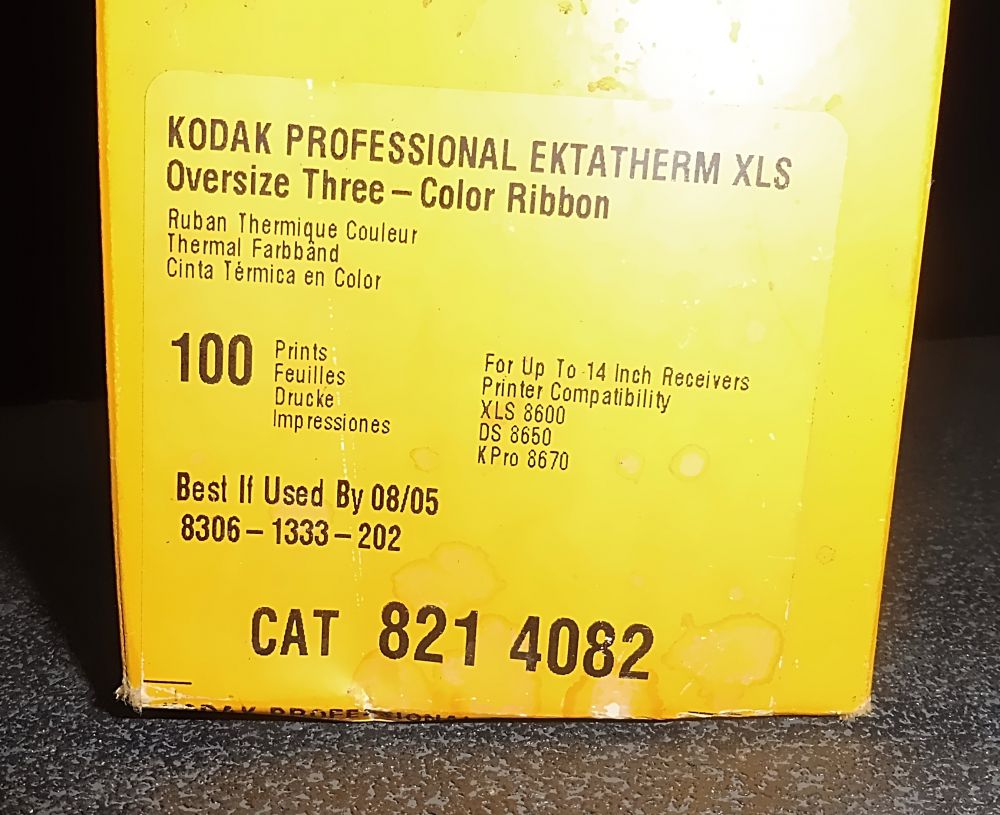 KODAK PROFESSIONAL EKTATHERM XLS
Oversize Three – Color Ribbon
Ruban Thermique Couleur
Thermal Farbband
Cinta Térmica en Color
100
Prints
Feuilles
Drucke
Impressiones
For Up To 14 Inch Receivers
Printer Compatibility
XLS 8600
DS 8650
KPro 8670
Best If Used By 08/05
8306 – 1333 – 202
CAT 821 4082
KODAK PROFESSIONAL